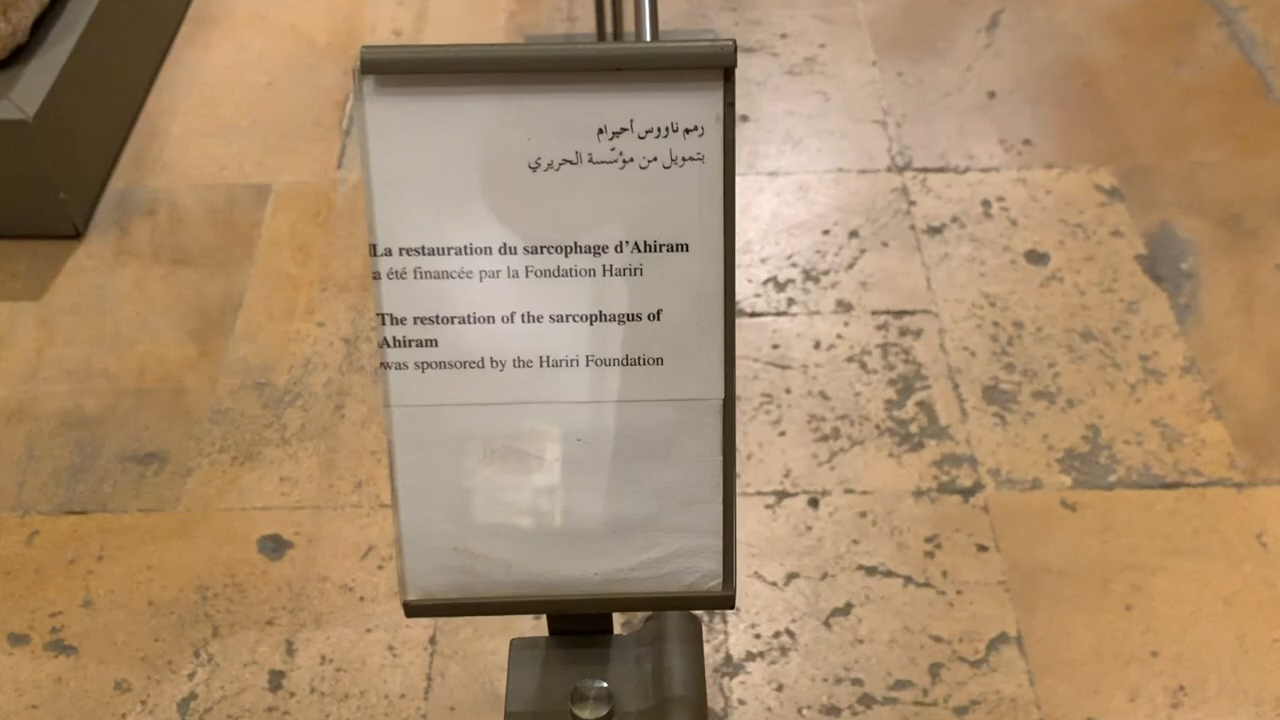 رمم ناووس أحيرام
بتمويل من مؤسّسة الحريري
La restauration du sarcophage d'Ahiram
a été financée par la Fondation Hariri
The restoration of the sarcophagus of
Ahiram
was sponsored by the Hariri Foundation